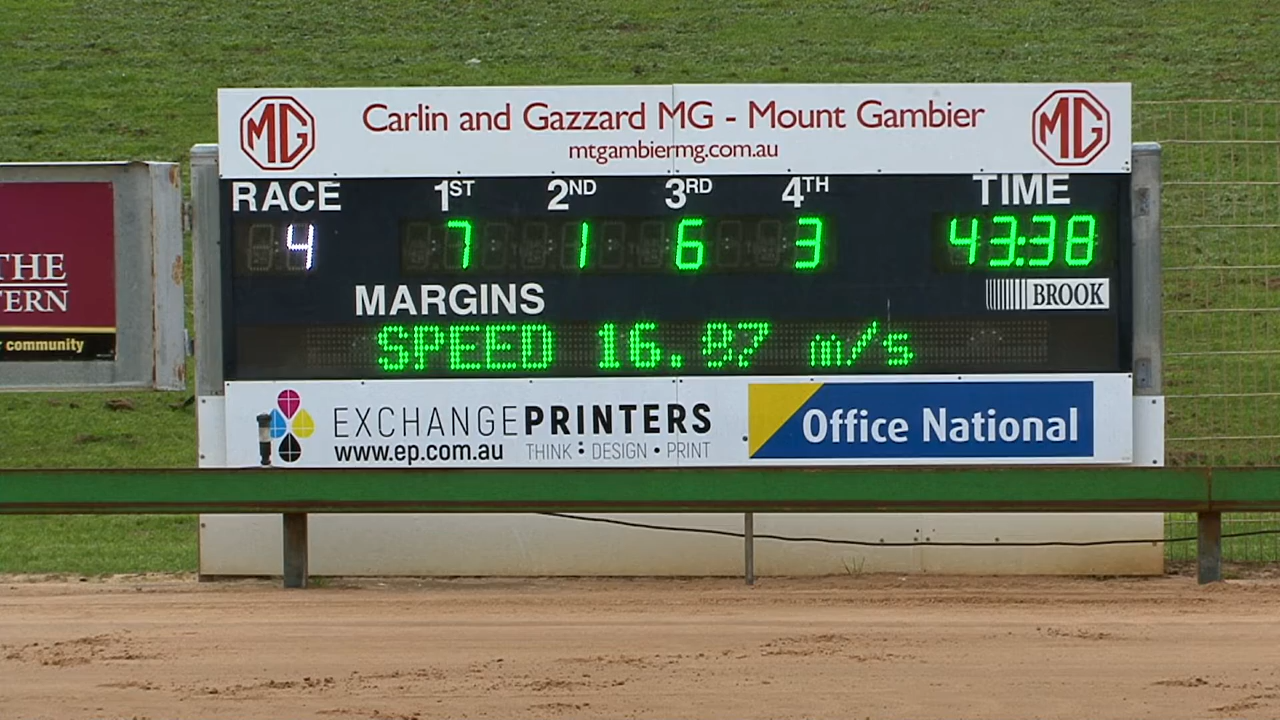 MG Carlin and Gazzard MG - Mount Gambier MG
mtgambiermg.com.au
RACE 1ST 2ND 3RD 4TH TIME
4 7 1 6 3 43:38
MARGINS BROOK
SPEED 16.97 m/s
THE
TERN
community
EXCHANGEPRINTERS
www.ep.com.au THINK : DESIGN • PRINT
Office National